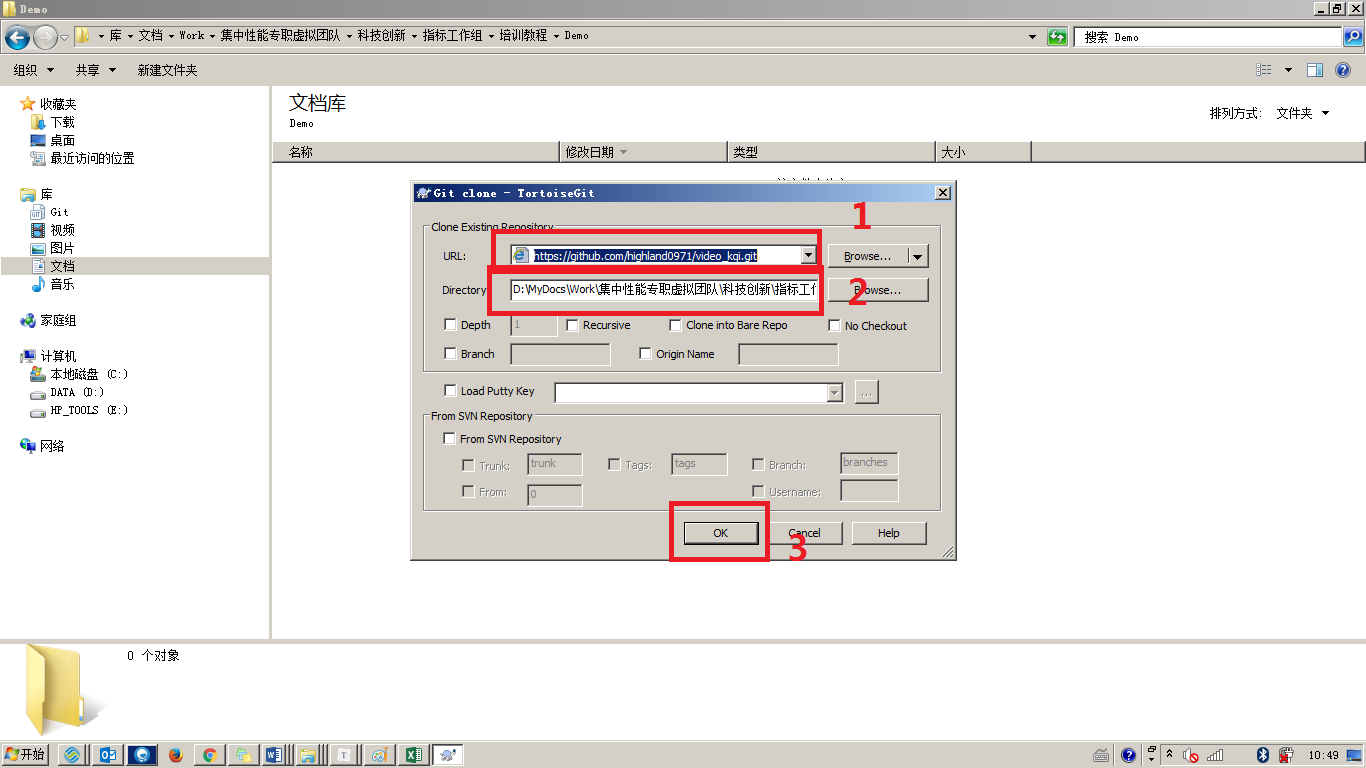 Demo
库 文档 Work 集中性能专职虚拟团队 科技创新 指标工作组 培训教程 Demo
搜索 Demo
组织 共享 新建文件夹
收藏夹
下载
桌面
最近访问的位置
库
Git
视频
图片
文档
音乐
家庭组
计算机
本地磁盘 (C:)
DATA (D:)
HP_TOOLS (E:)
网络
文档库
Demo
排列方式: 文件夹
名称 修改日期 类型 大小
Git clone - TortoiseGit
1
Clone Existing Repository
URL: https://github.com/highland0971/video_kqi.git Browse...
2
Directory D:\MyDocs\Work\集中性能专职虚拟团队\科技创新\指标工作 Browse...
Depth 1 Recursive Clone into Bare Repo No Checkout
Branch Origin Name
Load Putty Key ...
From SVN Repository
From SVN Repository
Trunk: trunk Tags: tags Branch: branches
From: 0 Username:
OK Cancel Help
3
0 个对象
开始 10:49